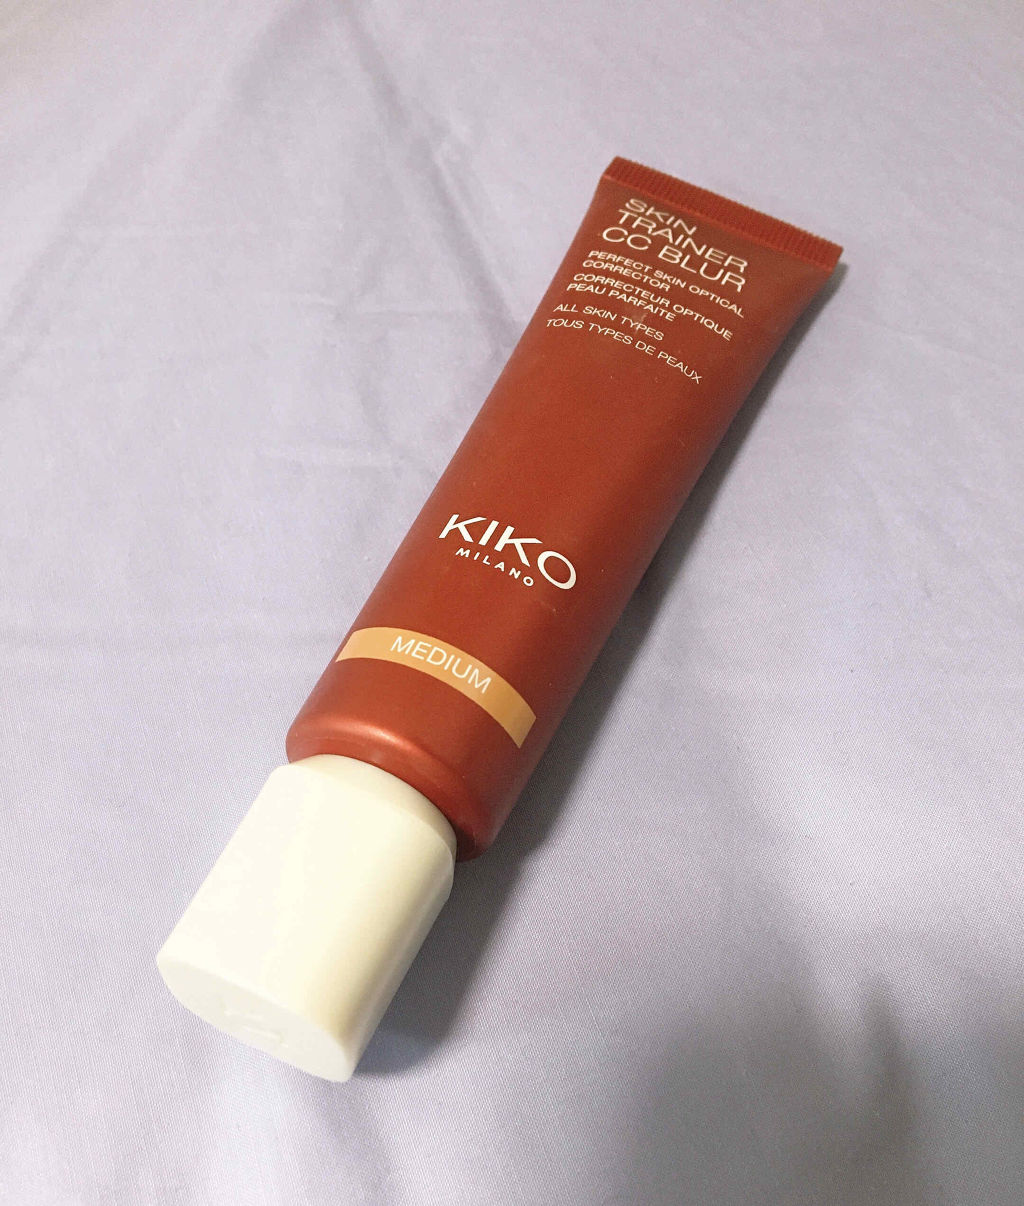 SKIN
TRAINER
CC BLUR
PERFECT SKIN OPTICAL
CORRECTOR
CORRECTEUR OPTIQUE
PEAU PARFAITE
ALL SKIN TYPES
TOUS TYPES DE PEAUX
KIKO
MILANO
MEDIUM